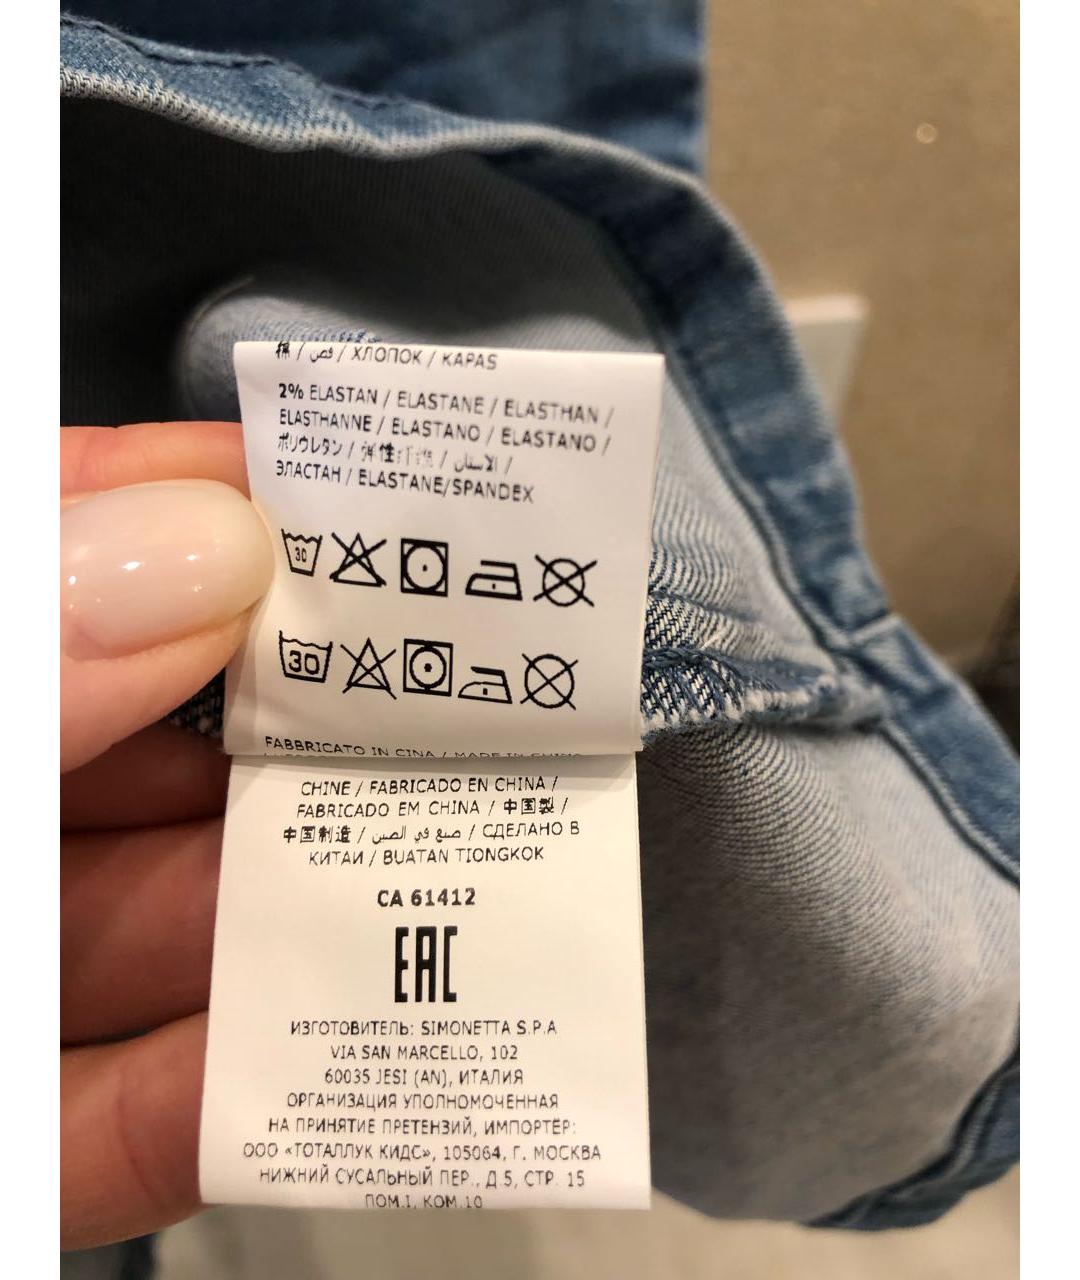 棉 / قطن / ХЛОПОК / KAPAS
2% ELASTAN / ELASTANE / ELASTHAN /
ELASTHANNE / ELASTANO / ELASTANO /
ポリウレタン / 弾性 / الاستان /
ЭЛАСТАН / ELASTANE/SPANDEX
30
30
FABBRICATO IN CINA / MADE IN CHINA
CHINE / FABRICADO EN CHINA /
FABRICADO EM CHINA / 中国製 /
中国制造 / صنع في الصين / СДЕЛАНО В
КИТАИ / BUATAN TIONGKOK
CA 61412
EAC
ИЗГОТОВИТЕЛЬ: SIMONETTA S.P.A
VIA SAN MARCELLO, 102
60035 JESI (AN), ИТАЛИЯ
ОРГАНИЗАЦИЯ УПОЛНОМОЧЕННАЯ
НА ПРИНЯТИЕ ПРЕТЕНЗИЙ, ИМПОРТЁР:
ООО «ТОТАЛЛУК КИДС», 105064, Г. МОСКВА
НИЖНИЙ СУСАЛЬНЫЙ ПЕР., Д.5, СТР. 15
ПОМ.I, КОМ.10